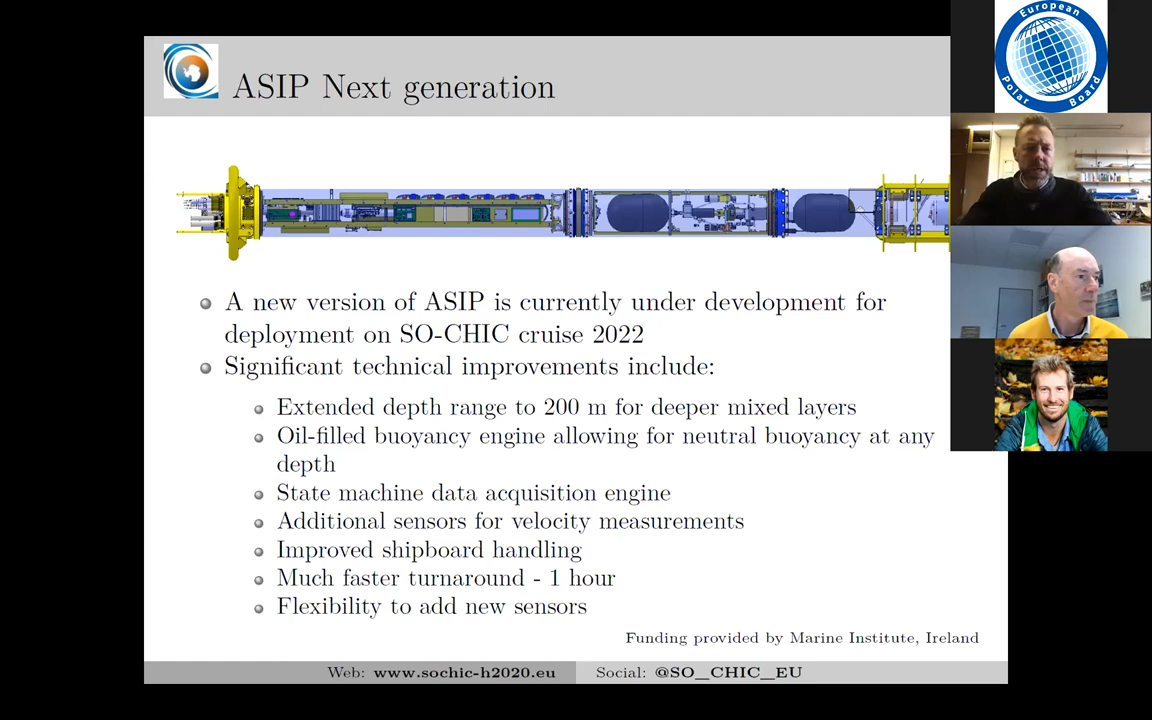 ASIP Next generation
European
Polar Board
A new version of ASIP is currently under development for
deployment on SO-CHIC cruise 2022
Significant technical improvements include:
Extended depth range to 200 m for deeper mixed layers
Oil-filled buoyancy engine allowing for neutral buoyancy at any
depth
State machine data acquisition engine
Additional sensors for velocity measurements
Improved shipboard handling
Much faster turnaround - 1 hour
Flexibility to add new sensors
Funding provided by Marine Institute, Ireland
Web: www.sochic-h2020.eu Social: @SO_CHIC_EU